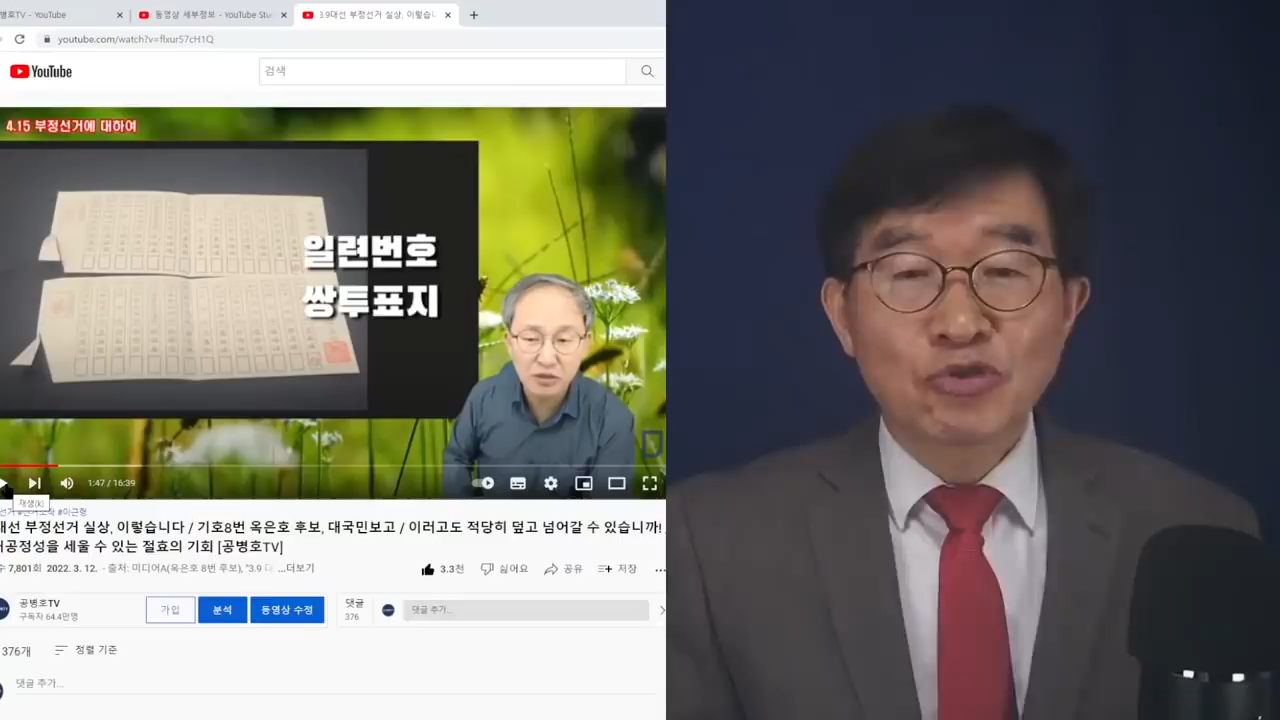 병호TV - YouTube
동영상 세부정보 - YouTube Stu
3.9대선 부정선거 실상, 이렇습니
youtube.com/watch?v=flxur57cH1Q
YouTube
검색
4.15 부정선거에 대하여
일련번호
쌍투표지
1:47 / 16:39
재생(k)
대선 부정선거 실상, 이렇습니다 / 기호8번 옥은호 후보, 대국민보고 / 이러고도 적당히 덮고 넘어갈 수 있습니까!
공정성을 세울 수 있는 절효의 기회 [공병호TV]
수 7,801회 2022. 3. 12. · 출처: 미디어A(옥은호 8번 후보), "3.9 대 ...더보기
3.3천
싫어요
공유
저장
공병호TV
구독자 64.4만명
가입
분석
동영상 수정
댓글
376
댓글 추가...
376개
정렬 기준
댓글 추가...